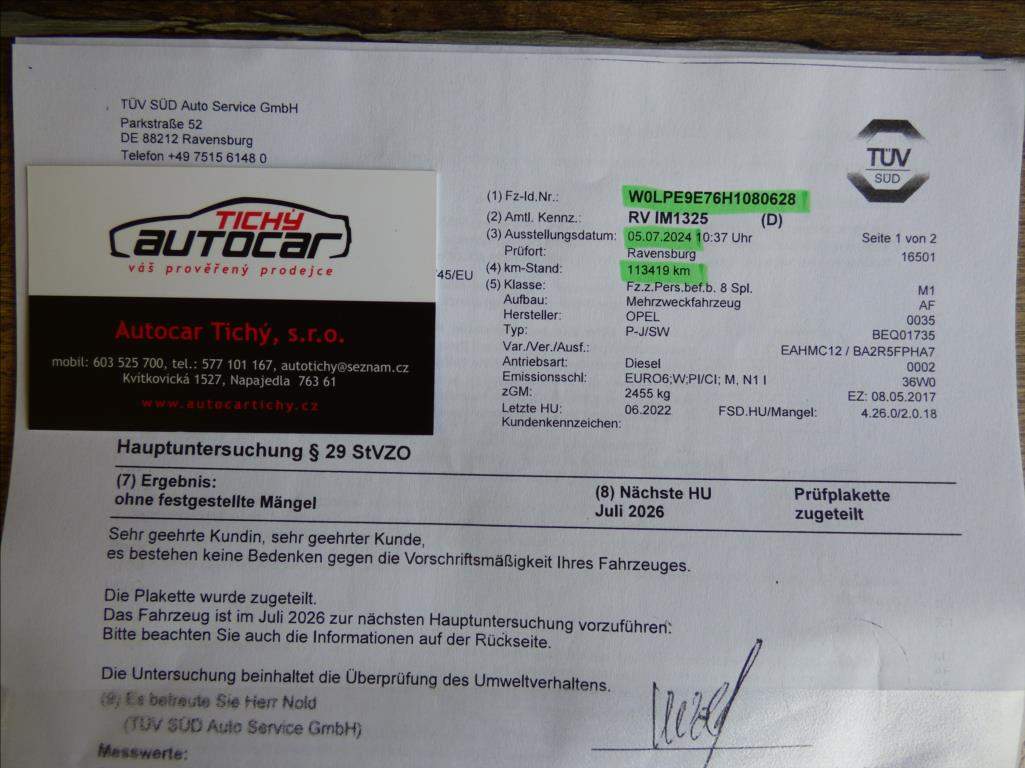 TÜV SÜD Auto Service GmbH
Parkstraße 52
DE 88212 Ravensburg
Telefon +49 7515 6148 0
TÜV
SÜD
TICHÝ
AUTOCAR
váš prověřený prodejce
Autocar Tichý, s.r.o.
mobil: 603 525 700, tel.: 577 101 167, autotichy@seznam.cz
Kvítkovická 1527, Napajedla 763 61
www.autocartichy.cz
45/EU
(1) Fz-Id.Nr.: W0LPE9E76H1080628
(2) Amtl. Kennz.: RV IM1325 (D)
(3) Ausstellungsdatum: 05.07.2024 10:37 Uhr Seite 1 von 2
Prüfort: Ravensburg 16501
(4) km-Stand: 113419 km
(5) Klasse: Fz.z.Pers.bef.b. 8 Spl. M1
Aufbau: Mehrzweckfahrzeug AF
Hersteller: OPEL 0035
Typ: P-J/SW BEQ01735
Var./Ver./Ausf.: EAHMC12 / BA2R5FPHA7
Antriebsart: Diesel 0002
Emissionsschl: EURO6;W;PI/CI; M, N1 I 36W0
zGM: 2455 kg EZ: 08.05.2017
Letzte HU: 06.2022 FSD.HU/Mangel: 4.26.0/2.0.18
Kundenkennzeichen:
Hauptuntersuchung § 29 StVZO
(7) Ergebnis:
ohne festgestellte Mängel
(8) Nächste HU
Juli 2026
Prüfplakette
zugeteilt
Sehr geehrte Kundin, sehr geehrter Kunde,
es bestehen keine Bedenken gegen die Vorschriftsmäßigkeit Ihres Fahrzeuges.
Die Plakette wurde zugeteilt.
Das Fahrzeug ist im Juli 2026 zur nächsten Hauptuntersuchung vorzuführen:
Bitte beachten Sie auch die Informationen auf der Rückseite.
Die Untersuchung beinhaltet die Überprüfung des Umweltverhaltens.
(9) Es betreute Sie Herr Nold
(TÜV SÜD Auto Service GmbH)
Messwerte: